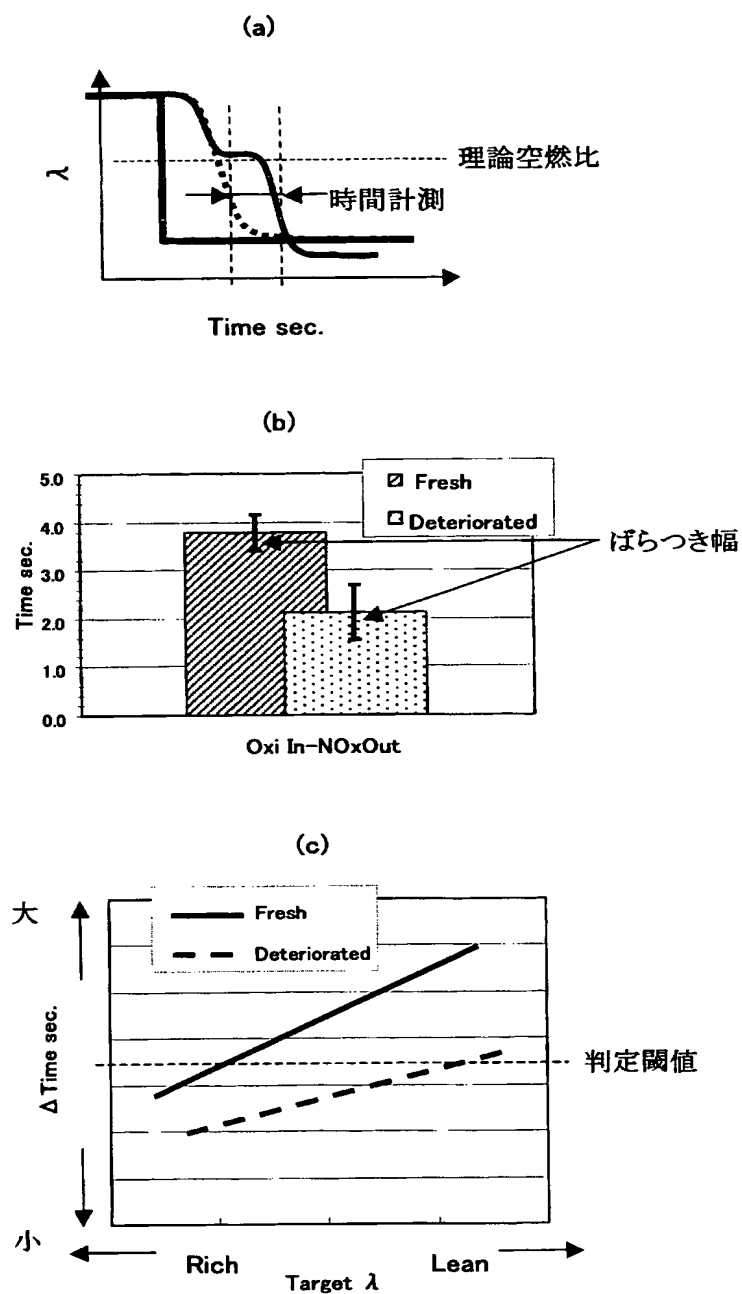 (a)
λ
理論空燃比
時間計測
Time sec.
(b)
5.0
4.0
3.0
2.0
1.0
0.0
Time sec.
Fresh
Deteriorated
ばらつき幅
Oxi In-NOxOut
(c)
大
Fresh
Deteriorated
Δ Time sec.
判定閾値
小
Rich
Lean
Target λ